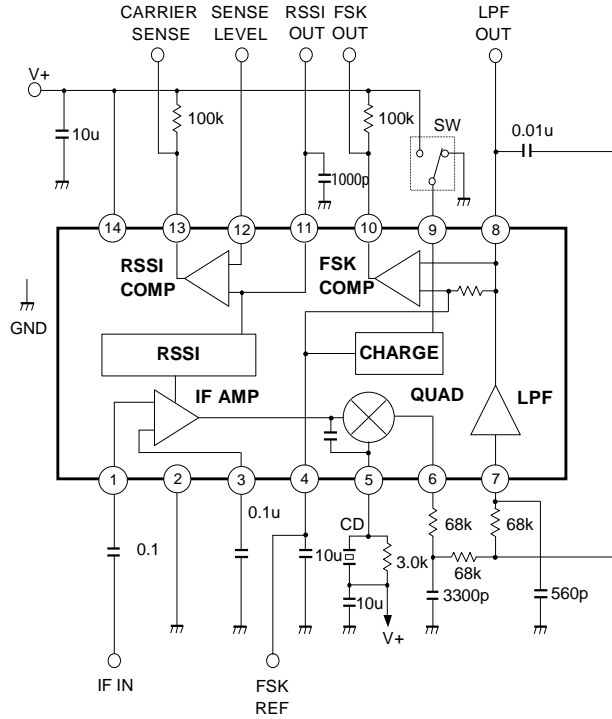 CARRIER SENSE RSSI FSK LPF
SENSE LEVEL OUT OUT OUT
V+
SW
0.01u
10u
100k
100k
1000p
14 13 12 11 10 9 8
RSSI FSK
COMP COMP
GND
RSSI
CHARGE
IF AMP
QUAD
LPF
1 2 3 4 5 6 7
0.1u
0.1
CD
10u
3.0k
68k
68k
68k
10u
3300p
560p
V+
IF IN
FSK
REF